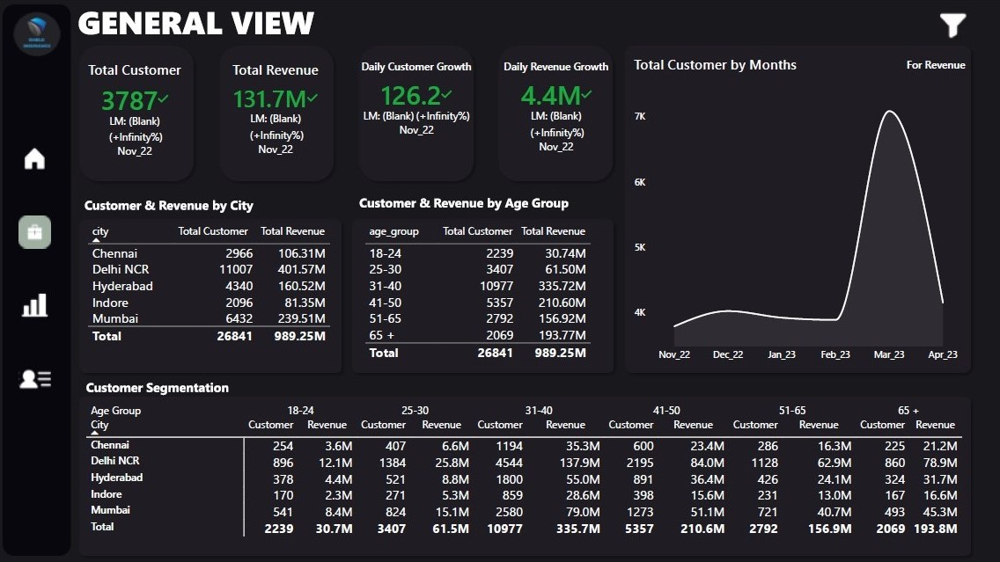 GENERAL VIEW
Total Customer
3787
LM: (Blank)
(+Infinity%)
Nov_22
Total Revenue
131.7M
LM: (Blank)
(+Infinity%)
Nov_22
Daily Customer Growth
126.2
LM: (Blank) (+Infinity%)
Nov_22
Daily Revenue Growth
4.4M
LM: (Blank)
(+Infinity%)
Nov_22
Total Customer by Months
For Revenue
7K
6K
5K
4K
Nov_22 Dec_22 Jan_23 Feb_23 Mar_23 Apr_23
Customer & Revenue by City
city Total Customer Total Revenue
Chennai 2966 106.31M
Delhi NCR 11007 401.57M
Hyderabad 4340 160.52M
Indore 2096 81.35M
Mumbai 6432 239.51M
Total 26841 989.25M
Customer & Revenue by Age Group
age_group Total Customer Total Revenue
18-24 2239 30.74M
25-30 3407 61.50M
31-40 10977 335.72M
41-50 5357 210.60M
51-65 2792 156.92M
65 + 2069 193.77M
Total 26841 989.25M
Customer Segmentation
Age Group 18-24 25-30 31-40 41-50 51-65 65 +
City Customer Revenue Customer Revenue Customer Revenue Customer Revenue Customer Revenue Customer Revenue
Chennai 254 3.6M 407 6.6M 1194 35.3M 600 23.4M 286 16.3M 225 21.2M
Delhi NCR 896 12.1M 1384 25.8M 4544 137.9M 2195 84.0M 1128 62.9M 860 78.9M
Hyderabad 378 4.4M 521 8.8M 1800 55.0M 891 36.4M 426 24.1M 324 31.7M
Indore 170 2.3M 271 5.3M 859 28.6M 398 15.6M 231 13.0M 167 16.6M
Mumbai 541 8.4M 824 15.1M 2580 79.0M 1273 51.1M 721 40.7M 493 45.3M
Total 2239 30.7M 3407 61.5M 10977 335.7M 5357 210.6M 2792 156.9M 2069 193.8M